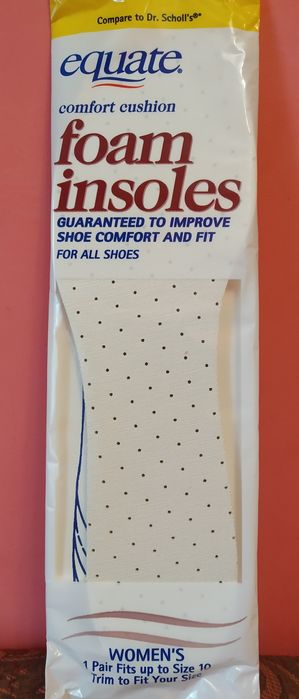 Compare to Dr. Scholl's®*
equate®
comfort cushion
foam
insoles
GUARANTEED TO IMPROVE
SHOE COMFORT AND FIT
FOR ALL SHOES
WOMEN'S
1 Pair Fits up to Size 10
Trim to Fit Your Size